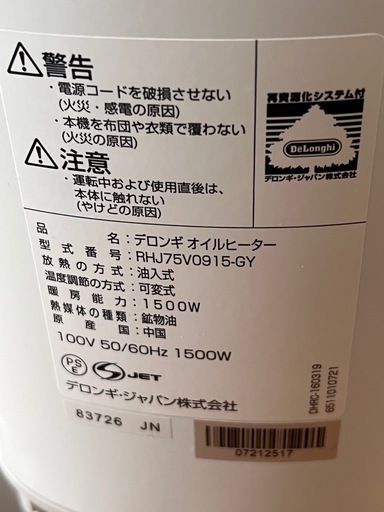 警告
・電源コードを破損させない
(火災・感電の原因)
・本機を布団や衣類で覆わない
(火災の原因)
注意
・運転中および使用直後は、
本体に触れない
(やけどの原因)
再資源化システム付
DeLonghi
デロンギ・ジャパン株式会社
品名：デロンギ オイルヒーター
型式番号：RHJ75V0915-GY
放熱の方式：油入式
温度調節の方式：可変式
暖房能力：1500W
熱媒体の種類：鉱物油
原産国：中国
100V 50/60Hz 1500W
PSE
S JET
デロンギ・ジャパン株式会社
DHRC-160319
6511010721
83726 JN
07212517